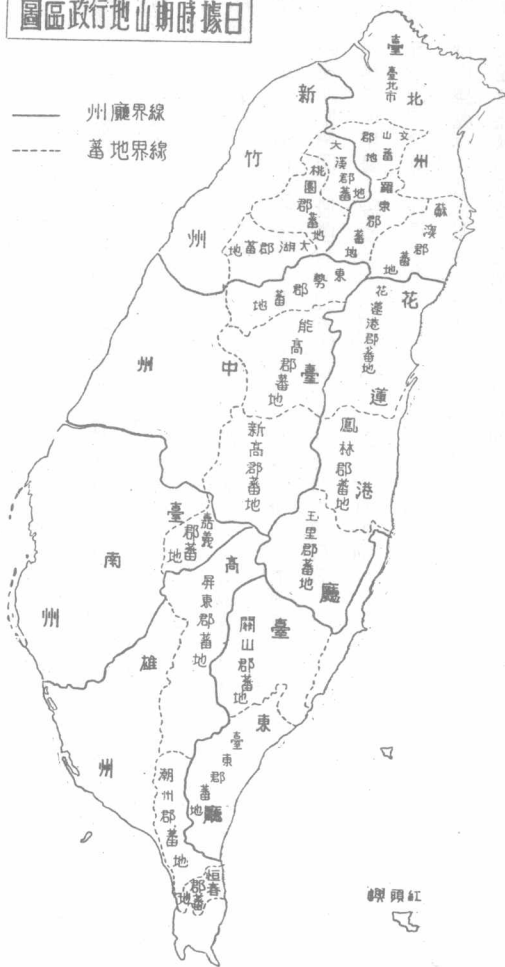 日據時期山地行政區圖
州廳界線
蕃地界線
臺北州
臺北市
文山郡蕃地
羅東郡蕃地
蘇澳郡蕃地
新竹州
大溪郡蕃地
桃園郡蕃地
大湖郡蕃地
臺中州
東勢郡蕃地
能高郡蕃地
新高郡蕃地
花蓮港廳
花蓮港郡蕃地
鳳林郡蕃地
玉里郡蕃地
臺南州
嘉義郡蕃地
高雄州
屏東郡蕃地
潮州郡蕃地
恒春郡蕃地
臺東廳
關山郡蕃地
臺東郡蕃地
紅頭嶼